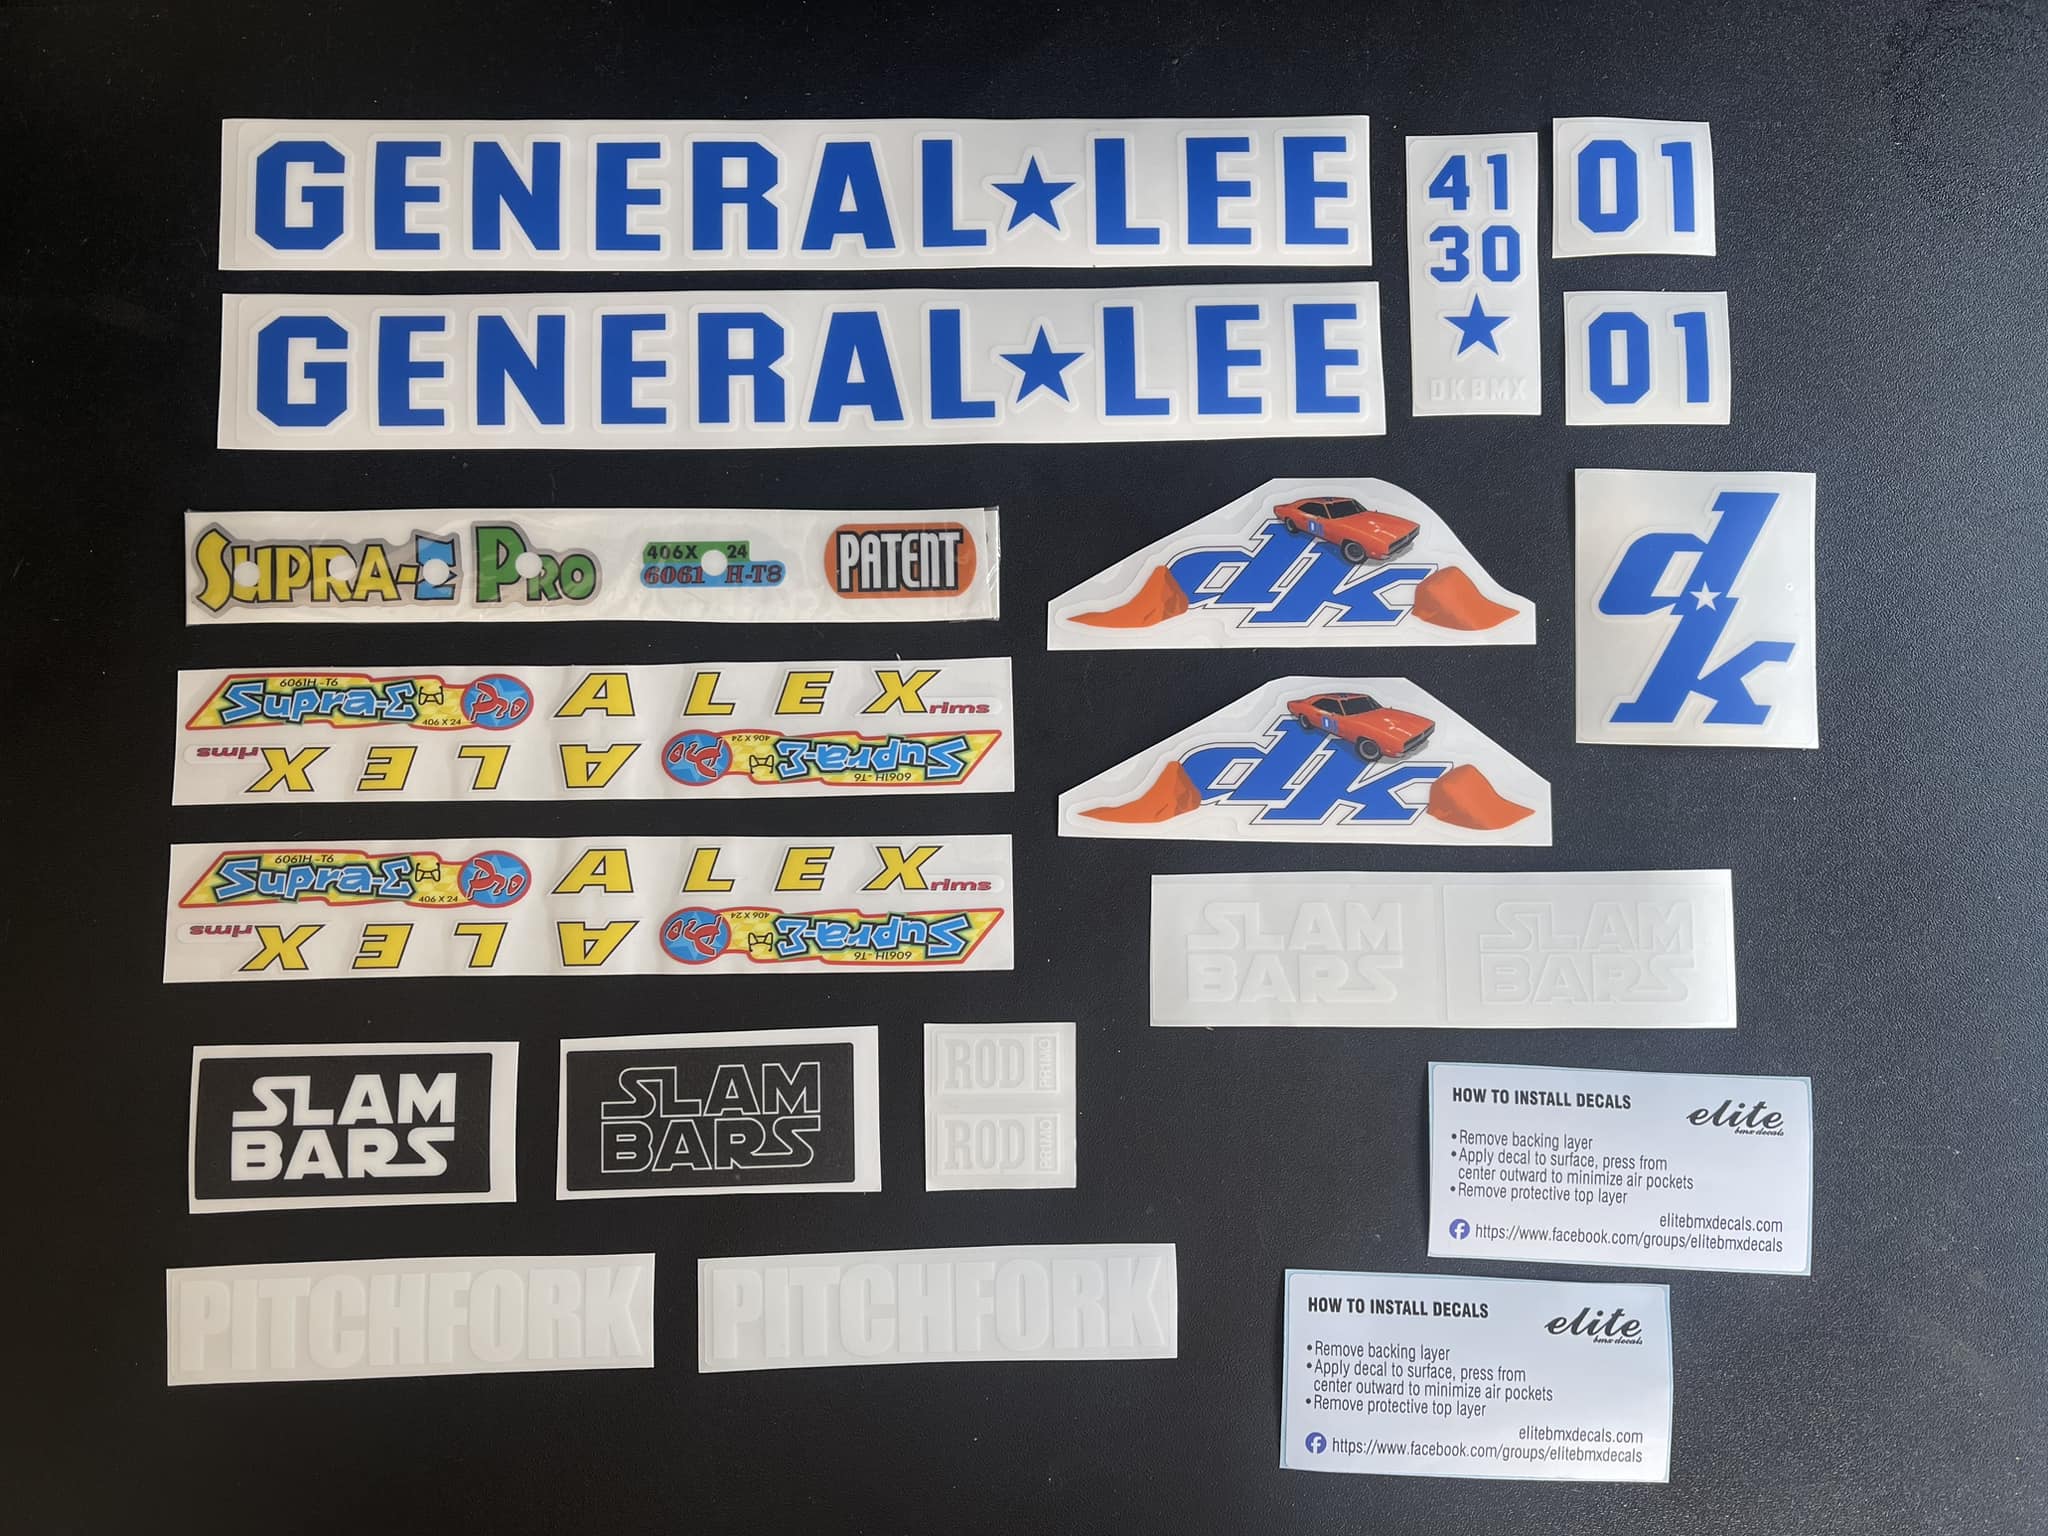 GENERAL★LEE
41
30
DKBMX
01
GENERAL★LEE
01
SUPRA-E PRO
406X 24
6061 H-T8
PATENT
dk
dk
dk
6061H -T6
Supra-E Pro
406 X 24
ALEX rims
ALEX rims
6061H -T6
Supra-E Pro
406 X 24
6061H -T6
Supra-E Pro
406 X 24
ALEX rims
ALEX rims
6061H -T6
Supra-E Pro
406 X 24
SLAM
BARS
SLAM
BARS
SLAM
BARS
SLAM
BARS
ROD PRIMO
ROD PRIMO
PITCHFORK
PITCHFORK
HOW TO INSTALL DECALS
elite
bmx decals
•Remove backing layer
•Apply decal to surface, press from
center outward to minimize air pockets
•Remove protective top layer
elitebmxdecals.com
https://www.facebook.com/groups/elitebmxdecals
HOW TO INSTALL DECALS
elite
bmx decals
•Remove backing layer
•Apply decal to surface, press from
center outward to minimize air pockets
•Remove protective top layer
elitebmxdecals.com
https://www.facebook.com/groups/elitebmxdecals